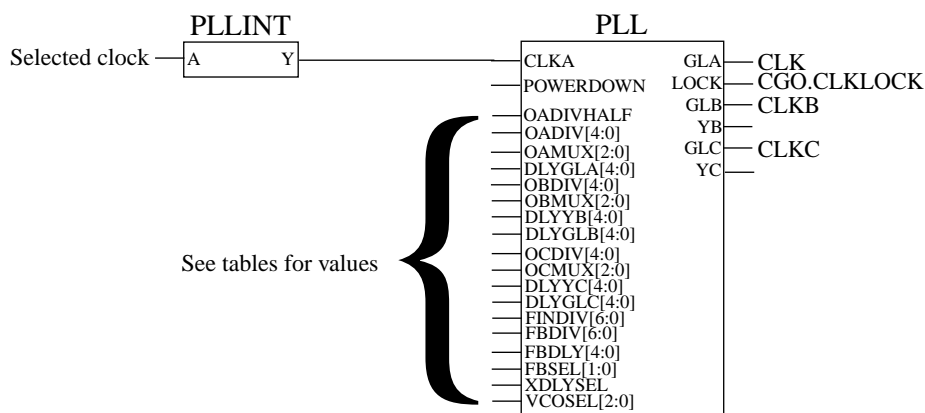 PLLINT
PLL
Selected clock
A
Y
CLKA
POWERDOWN
OADIVHALF
OADIV[4:0]
OAMUX[2:0]
DLYGLA[4:0]
OBDIV[4:0]
OBMUX[2:0]
DLYYB[4:0]
DLYGLB[4:0]
OCDIV[4:0]
OCMUX[2:0]
DLYYC[4:0]
DLYGLC[4:0]
FINDIV[6:0]
FBDIV[6:0]
FBDLY[4:0]
FBSEL[1:0]
XDLYSEL
VCOSEL[2:0]
See tables for values
GLA CLK
LOCK CGO.CLKLOCK
GLB CLKB
YB
GLC CLKC
YC